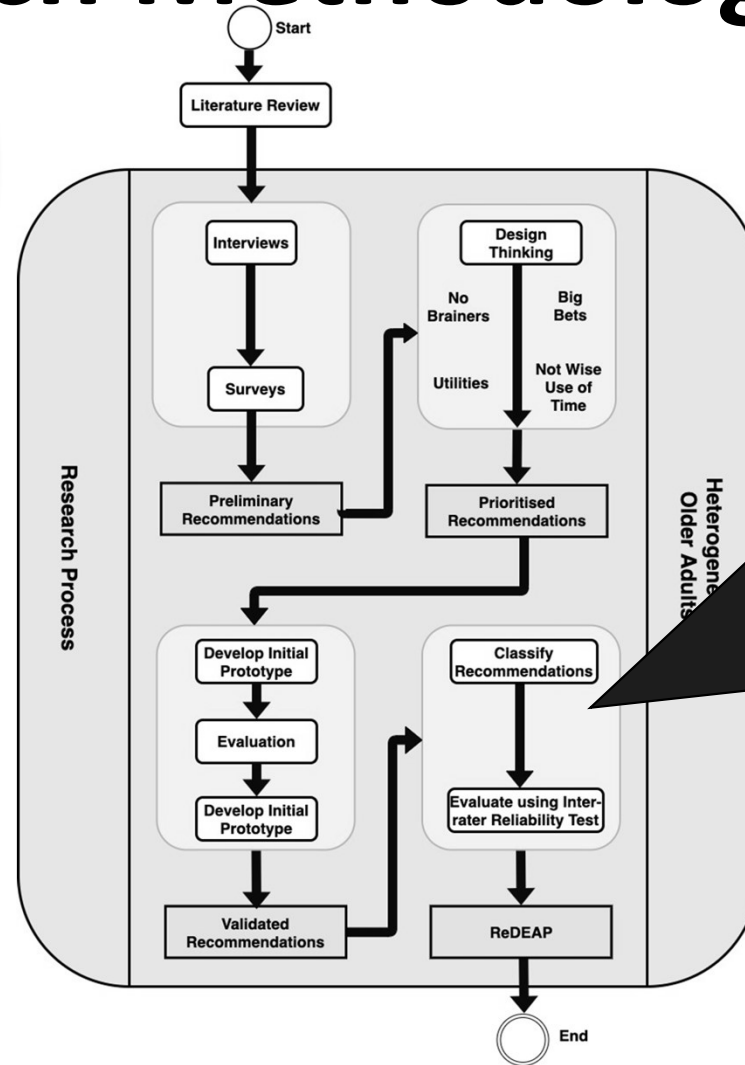 Start
Literature Review
Interviews
Surveys
Preliminary
Recommendations
Design
Thinking
No
Brainers
Big
Bets
Utilities
Not Wise
Use of
Time
Prioritised
Recommendations
Research Process
Older Adults
Develop Initial
Prototype
Evaluation
Develop Initial
Prototype
Validated
Recommendations
Classify
Recommendations
Evaluate using Inter-
rater Reliability Test
ReDEAP
End